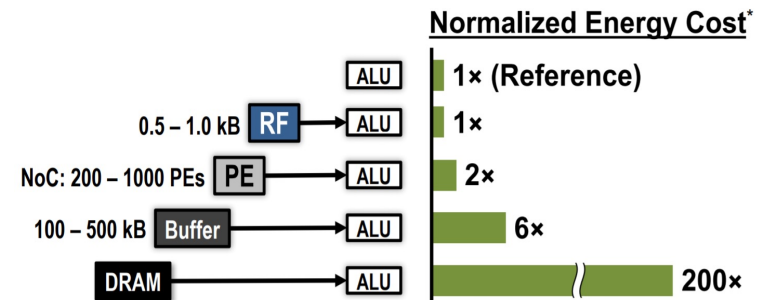 Normalized Energy Cost*
ALU 1× (Reference)
0.5 – 1.0 kB RF ALU 1×
NoC: 200 – 1000 PEs PE ALU 2×
100 – 500 kB Buffer ALU 6×
DRAM ALU 200×